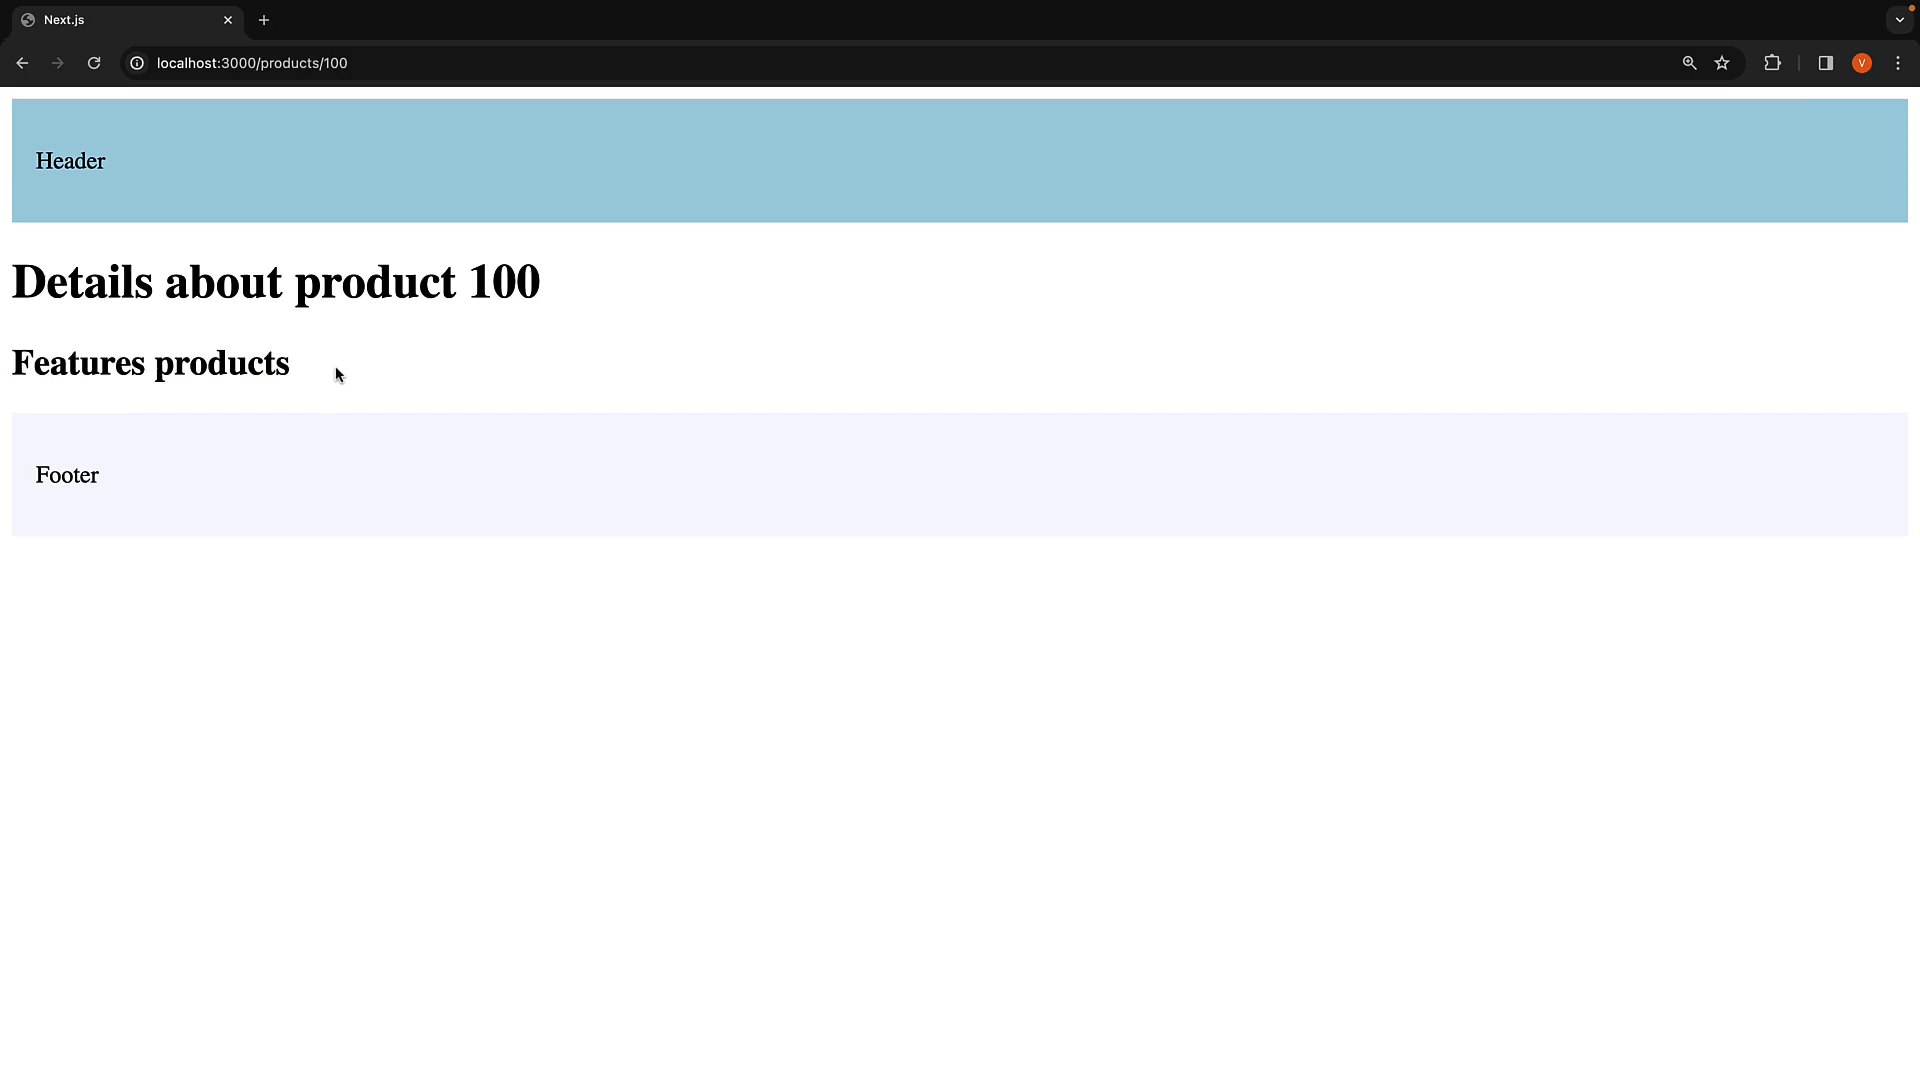 Next.js
localhost:3000/products/100
V
Header
Details about product 100
Features products
Footer